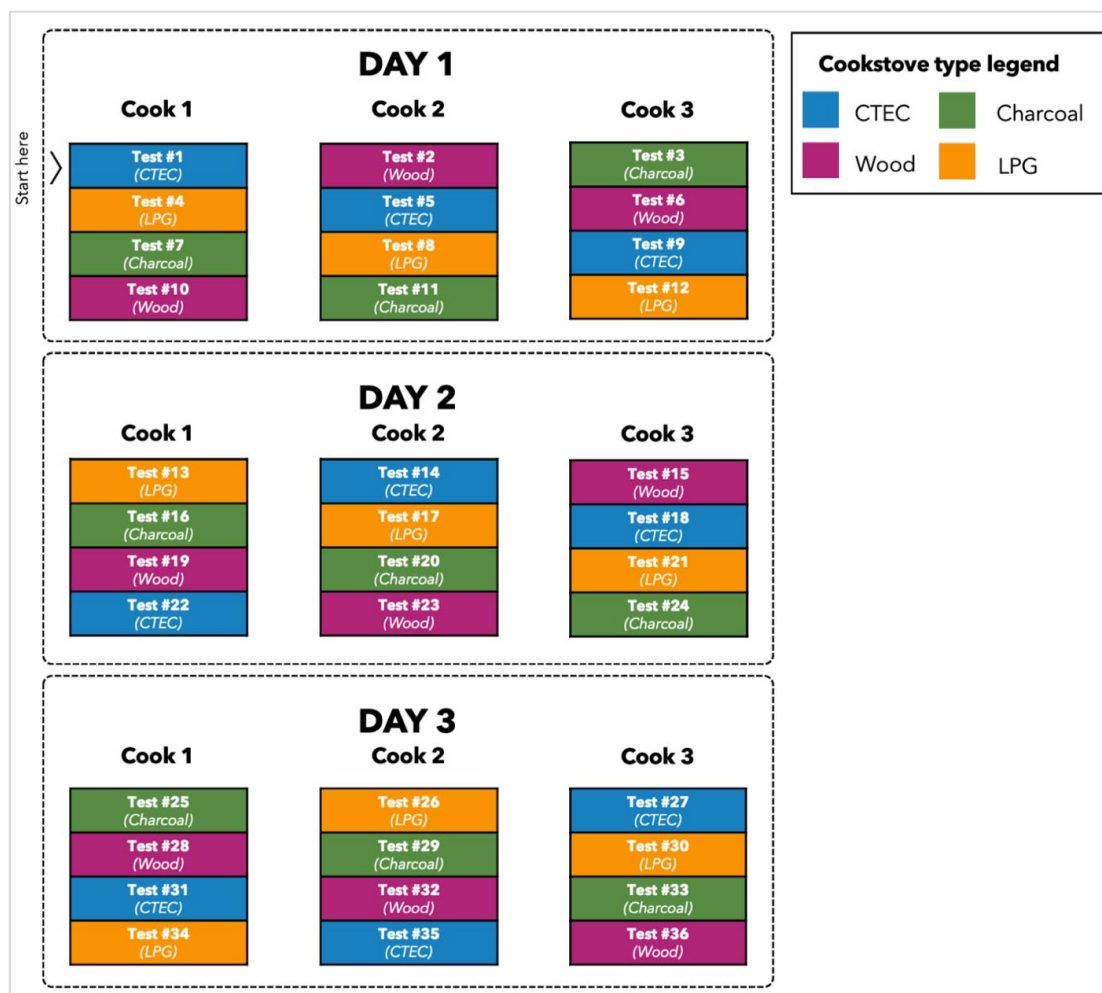 Start here
DAY 1
Cook 1
Cook 2
Cook 3
Test #1
(CTEC)
Test #4
(LPG)
Test #7
(Charcoal)
Test #10
(Wood)
Test #2
(Wood)
Test #5
(CTEC)
Test #8
(LPG)
Test #11
(Charcoal)
Test #3
(Charcoal)
Test #6
(Wood)
Test #9
(CTEC)
Test #12
(LPG)
DAY 2
Cook 1
Cook 2
Cook 3
Test #13
(LPG)
Test #16
(Charcoal)
Test #19
(Wood)
Test #22
(CTEC)
Test #14
(CTEC)
Test #17
(LPG)
Test #20
(Charcoal)
Test #23
(Wood)
Test #15
(Wood)
Test #18
(CTEC)
Test #21
(LPG)
Test #24
(Charcoal)
DAY 3
Cook 1
Cook 2
Cook 3
Test #25
(Charcoal)
Test #28
(Wood)
Test #31
(CTEC)
Test #34
(LPG)
Test #26
(LPG)
Test #29
(Charcoal)
Test #32
(Wood)
Test #35
(CTEC)
Test #27
(CTEC)
Test #30
(LPG)
Test #33
(Charcoal)
Test #36
(Wood)
Cookstove type legend
CTEC
Charcoal
Wood
LPG